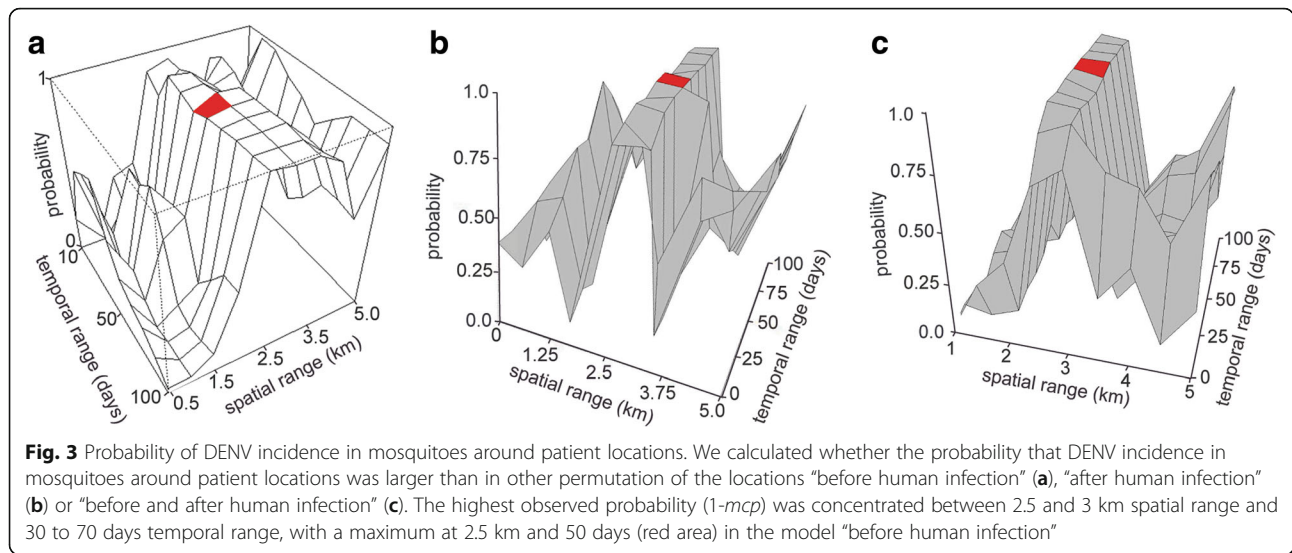 a
1
probability
0
10
temporal range (days)
50
100
0.5
1.5
spatial range (km)
2.5
3.5
5.0
b
1.0
0.75
probability
0.50
0.25
0.0
0
1.25
spatial range (km)
2.5
3.75
5.0
temporal range (days)
100
75
50
25
0
c
1.0
0.75
probability
0.50
0.25
0.0
1
2
spatial range (km)
3
4
5
temporal range (days)
100
75
50
25
0
Fig. 3 Probability of DENV incidence in mosquitoes around patient locations. We calculated whether the probability that DENV incidence in
mosquitoes around patient locations was larger than in other permutation of the locations “before human infection” (a), “after human infection”
(b) or “before and after human infection” (c). The highest observed probability (1-mcp) was concentrated between 2.5 and 3 km spatial range and
30 to 70 days temporal range, with a maximum at 2.5 km and 50 days (red area) in the model “before human infection”